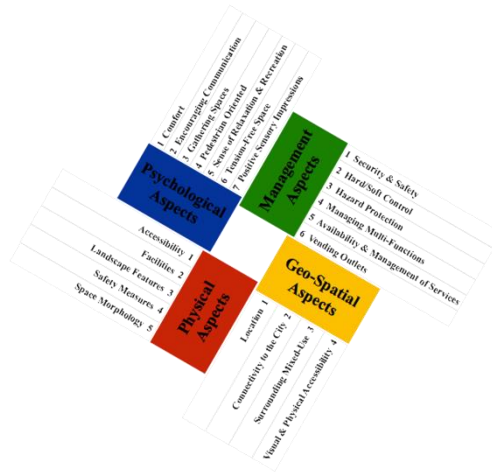 Psychological
Aspects
1 Comfort
2 Encouraging Communication
3 Gathering Spaces
4 Pedestrian Oriented
5 Sense of Relaxation & Recreation
6 Tension-Free Space
7 Positive Sensory Impressions
Management
Aspects
1 Security & Safety
2 Hard/Soft Control
3 Hazard Protection
4 Managing Multi-Functions
5 Availability & Management of Services
6 Vending Outlets
Physical
Aspects
Accessibility 1
Facilities 2
Landscape Features 3
Safety Measures 4
Space Morphology 5
Geo-Spatial
Aspects
Location 1
Connectivity to the City 2
Surrounding Mixed-Use 3
Visual & Physical Accessibility 4